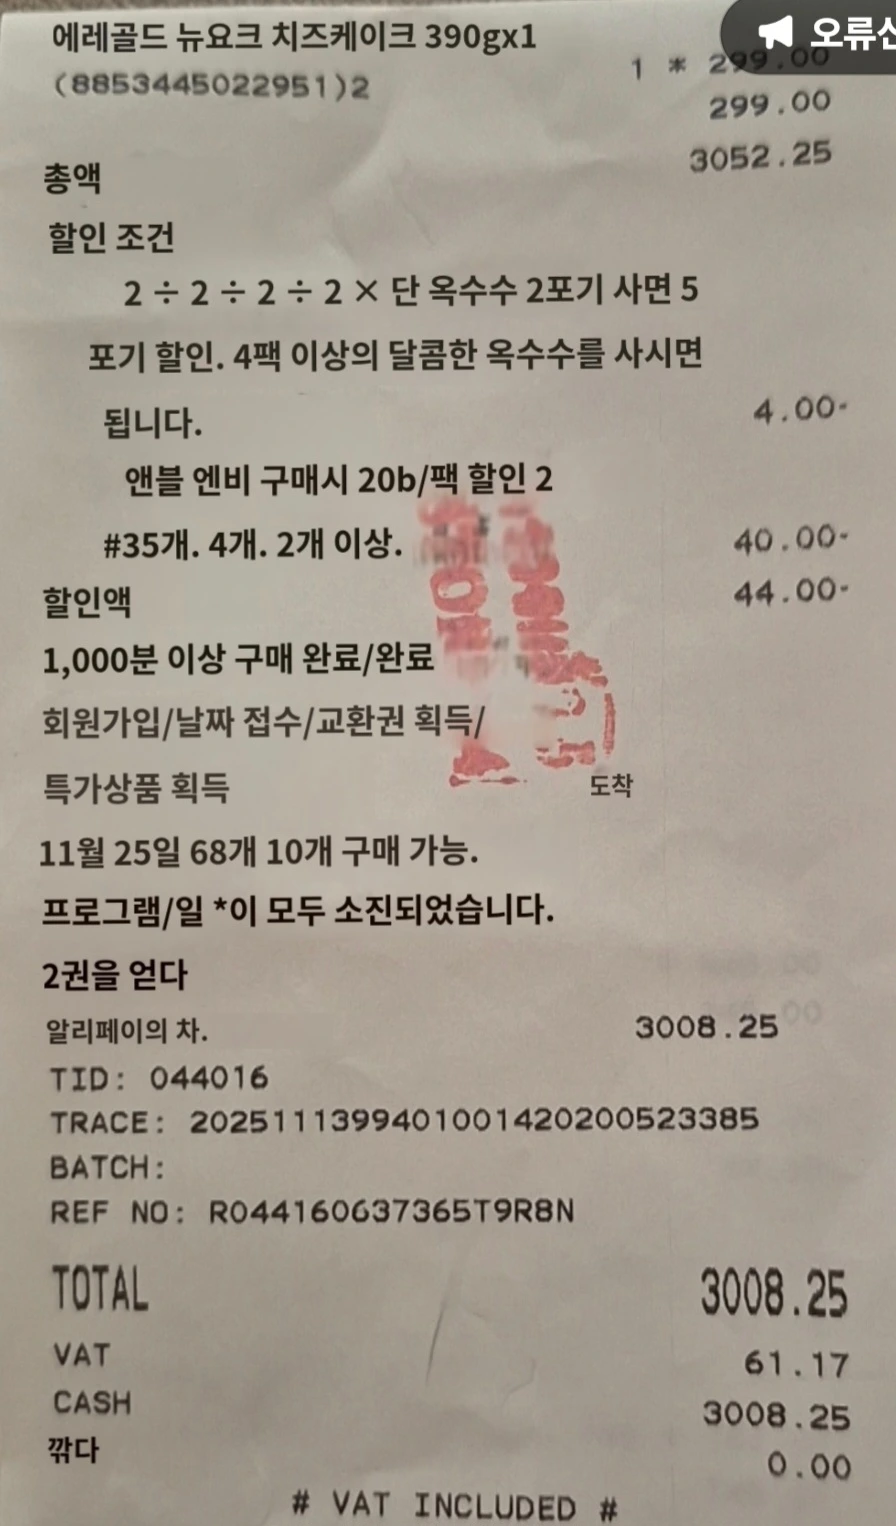 에레골드 뉴요크 치즈케이크 390gx1
오류신
(8853445022951)2
1 * 299.00
299.00
총액 3052.25
할인 조건
2 ÷ 2 ÷ 2 ÷ 2 × 단 옥수수 2포기 사면 5
포기 할인. 4팩 이상의 달콤한 옥수수를 사시면
됩니다. 4.00-
앤블 엔비 구매시 20b/팩 할인 2
#35개. 4개. 2개 이상. 40.00-
할인액 44.00-
1,000분 이상 구매 완료/완료
회원가입/날짜 접수/교환권 획득/
특가상품 획득 도착
11월 25일 68개 10개 구매 가능.
프로그램/일 *이 모두 소진되었습니다.
2권을 얻다
알리페이의 차. 3008.25
TID: 044016
TRACE: 2025111399401001420200523385
BATCH:
REF NO: R044160637365T9R8N
TOTAL 3008.25
VAT 61.17
CASH 3008.25
깎다 0.00
# VAT INCLUDED #